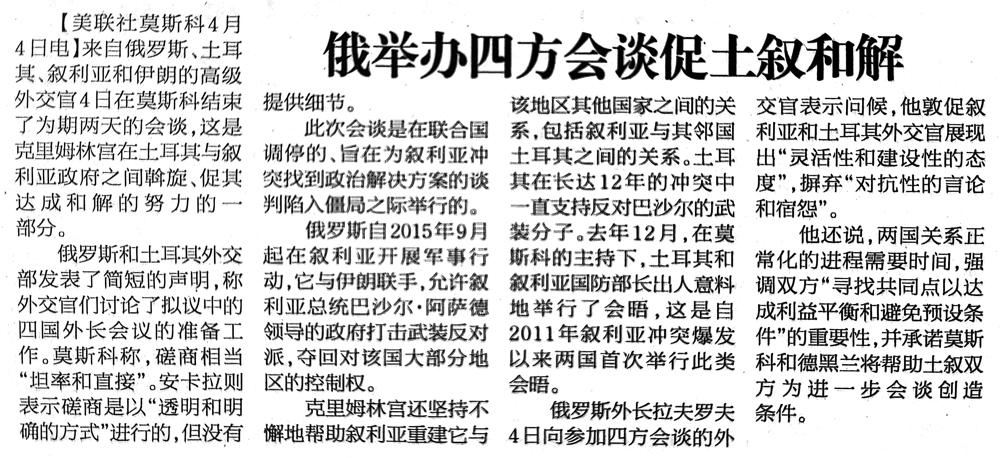 俄举办四方会谈促土叙和解
【美联社莫斯科4月
4日电】来自俄罗斯、土耳
其、叙利亚和伊朗的高级
外交官4日在莫斯科结束
了为期两天的会谈,这是
克里姆林宫在土耳其与叙
利亚政府之间斡旋、促其
达成和解的努力的一
部分。
俄罗斯和土耳其外交
部发表了简短的声明,称
外交官们讨论了拟议中的
四国外长会议的准备工
作。莫斯科称,磋商相当
“坦率和直接”。安卡拉则
表示磋商是以“透明和明
确的方式”进行的,但没有
提供细节。
此次会谈是在联合国
调停的、旨在为叙利亚冲
突找到政治解决方案的谈
判陷入僵局之际举行的。
俄罗斯自2015年9月
起在叙利亚开展军事行
动,它与伊朗联手,允许叙
利亚总统巴沙尔·阿萨德
领导的政府打击武装反对
派,夺回对该国大部分地
区的控制权。
克里姆林宫还坚持不
懈地帮助叙利亚重建它与
该地区其他国家之间的关
系,包括叙利亚与其邻国
土耳其之间的关系。土耳
其在长达12年的冲突中
一直支持反对巴沙尔的武
装分子。去年12月,在莫
斯科的主持下,土耳其和
叙利亚国防部长出人意料
地举行了会晤,这是自
2011年叙利亚冲突爆发
以来两国首次举行此类
会晤。
俄罗斯外长拉夫罗夫
4日向参加四方会谈的外
交官表示问候,他敦促叙
利亚和土耳其外交官展现
出“灵活性和建设性的态
度”,摒弃“对抗性的言论
和宿怨”。
他还说,两国关系正
常化的进程需要时间,强
调双方“寻找共同点以达
成利益平衡和避免预设条
件”的重要性,并承诺莫斯
科和德黑兰将帮助土叙双
方为进一步会谈创造
条件。